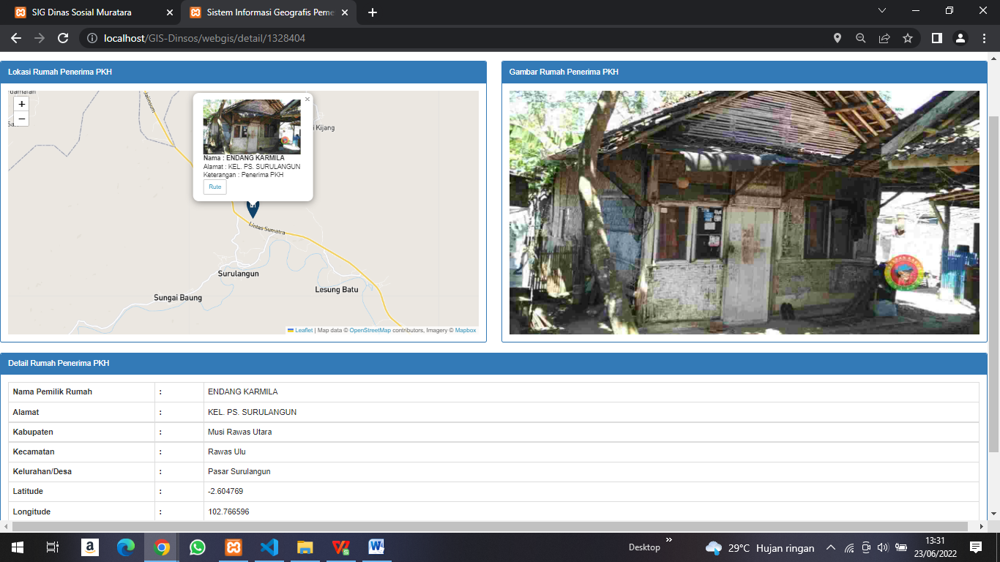 SIG Dinas Sosial Muratara
Sistem Informasi Geografis Peme
localhost/GIS-Dinsos/webgis/detail/1328404
Lokasi Rumah Penerima PKH
Gambar Rumah Penerima PKH
+
−
Jalinsum
i Kijang
Nama : ENDANG KARMILA
Alamat : KEL. PS. SURULANGUN
Keterangan : Penerima PKH
Rute
Lintas Sumatra
Surulangun
Lesung Batu
Sungai Baung
Leaflet | Map data © OpenStreetMap contributors, Imagery © Mapbox
Detail Rumah Penerima PKH
Nama Pemilik Rumah : ENDANG KARMILA
Alamat : KEL. PS. SURULANGUN
Kabupaten : Musi Rawas Utara
Kecamatan : Rawas Ulu
Kelurahan/Desa : Pasar Surulangun
Latitude : -2.604769
Longitude : 102.766596
Desktop
29°C Hujan ringan
13:31
23/06/2022